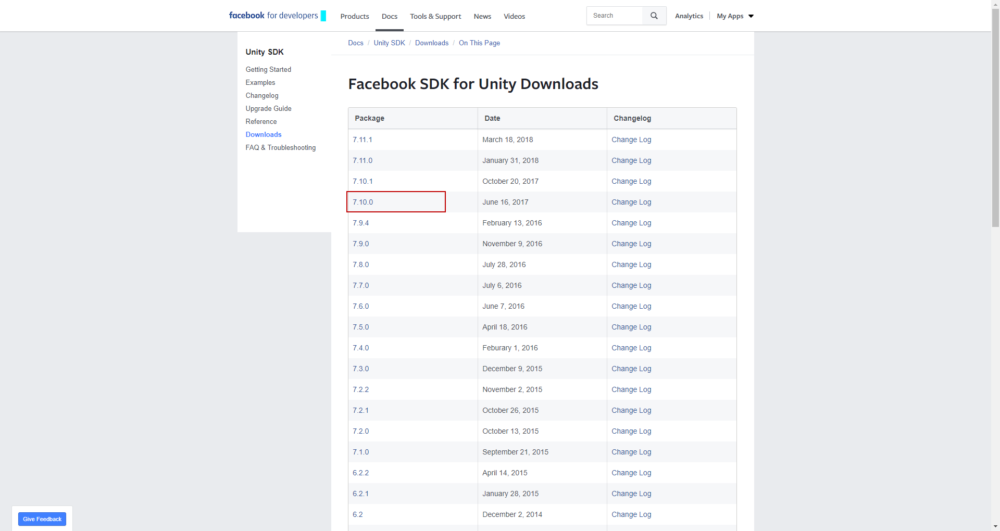 facebook for developers Products Docs Tools & Support News Videos Search Analytics My Apps
Docs / Unity SDK / Downloads / On This Page
Unity SDK
Getting Started
Examples
Changelog
Upgrade Guide
Reference
Downloads
FAQ & Troubleshooting
Facebook SDK for Unity Downloads
Package Date Changelog
7.11.1 March 18, 2018 Change Log
7.11.0 January 31, 2018 Change Log
7.10.1 October 20, 2017 Change Log
7.10.0 June 16, 2017 Change Log
7.9.4 February 13, 2016 Change Log
7.9.0 November 9, 2016 Change Log
7.8.0 July 28, 2016 Change Log
7.7.0 July 6, 2016 Change Log
7.6.0 June 7, 2016 Change Log
7.5.0 April 18, 2016 Change Log
7.4.0 Feburary 1, 2016 Change Log
7.3.0 December 9, 2015 Change Log
7.2.2 November 2, 2015 Change Log
7.2.1 October 26, 2015 Change Log
7.2.0 October 13, 2015 Change Log
7.1.0 September 21, 2015 Change Log
6.2.2 April 14, 2015 Change Log
6.2.1 January 28, 2015 Change Log
6.2 December 2, 2014 Change Log
Give Feedback